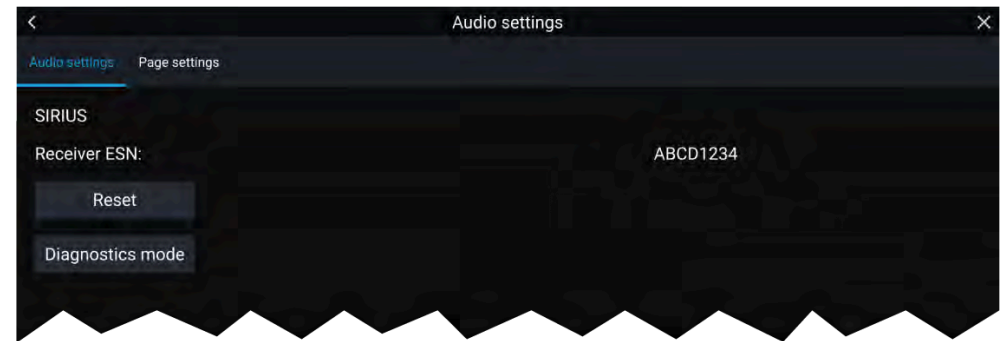 Audio settings
Audio settings Page settings
SIRIUS
Receiver ESN: ABCD1234
Reset
Diagnostics mode